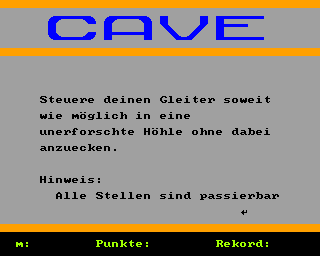 CAVE
Steuere deinen Gleiter soweit
wie möglich in eine
unerforschte Höhle ohne dabei
anzuecken.
Hinweis:
Alle Stellen sind passierbar
↵
m: Punkte: Rekord: